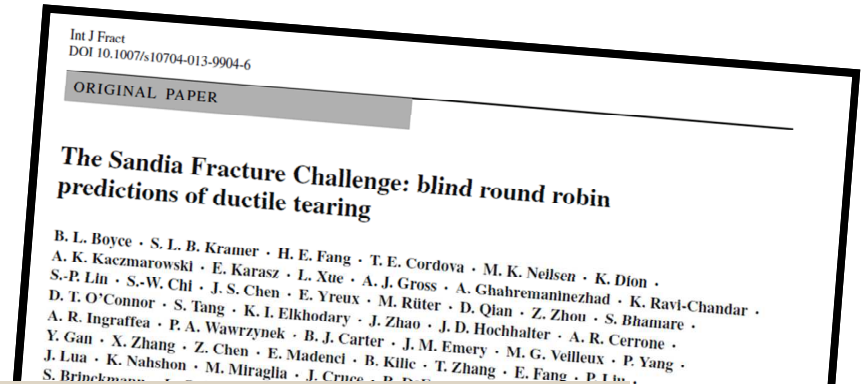 Int J Fract
DOI 10.1007/s10704-013-9904-6
ORIGINAL PAPER
The Sandia Fracture Challenge: blind round robin
predictions of ductile tearing
B. L. Boyce · S. L. B. Kramer · H. E. Fang · T. E. Cordova · M. K. Neilsen · K. Dion ·
A. K. Kaczmarowski · E. Karasz · L. Xue · A. J. Gross · A. Ghahremaninezhad · K. Ravi-Chandar ·
S.-P. Lin · S.-W. Chi · J. S. Chen · E. Yreux · M. Rüter · D. Qian · Z. Zhou · S. Bhamare ·
D. T. O'Connor · S. Tang · K. I. Elkhodary · J. Zhao · J. D. Hochhalter · A. R. Cerrone ·
A. R. Ingraffea · P. A. Wawrzynek · B. J. Carter · J. M. Emery · M. G. Veilleux · P. Yang ·
Y. Gan · X. Zhang · Z. Chen · E. Madenci · B. Kilic · T. Zhang · E. Fang · P. Liu ·
J. Lua · K. Nahshon · M. Miraglia · J. Cruce ·
S. Brinckmann